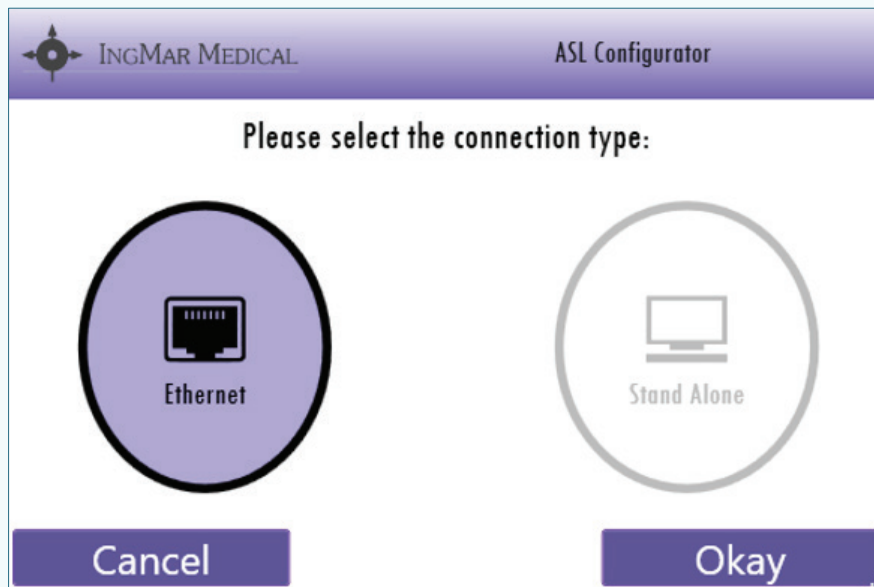 INGMAR MEDICAL
ASL Configurator
Please select the connection type:
Ethernet
Stand Alone
Cancel
Okay